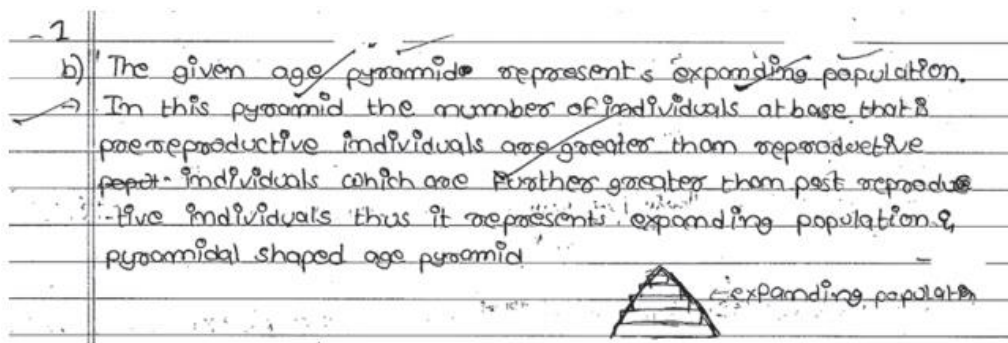 -1
b) The given age pyramid represents expanding population.
→ In this pyramid the number of individuals at base that is
prereproductive individuals are greater than reproductive
popul- individuals which are further greater than post reproduc
-tive individuals thus it represents expanding population &
pyramidal shaped age pyramid
-expanding population